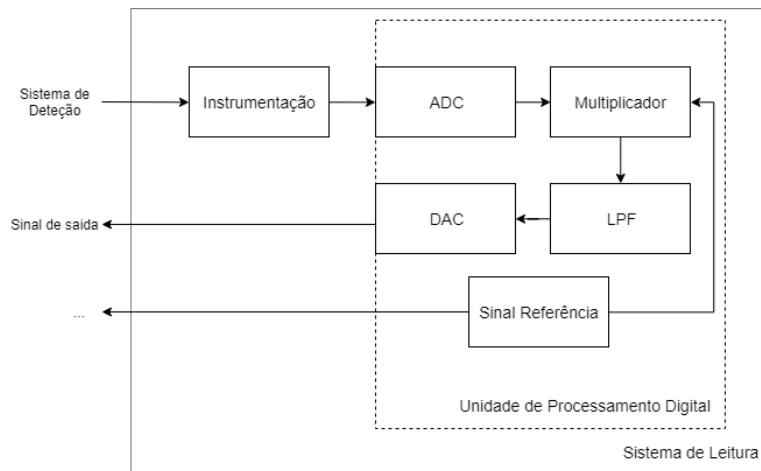 Sistema de
Deteção
Instrumentação
ADC
Multiplicador
Sinal de saída
DAC
LPF
...
Sinal Referência
Unidade de Processamento Digital
Sistema de Leitura